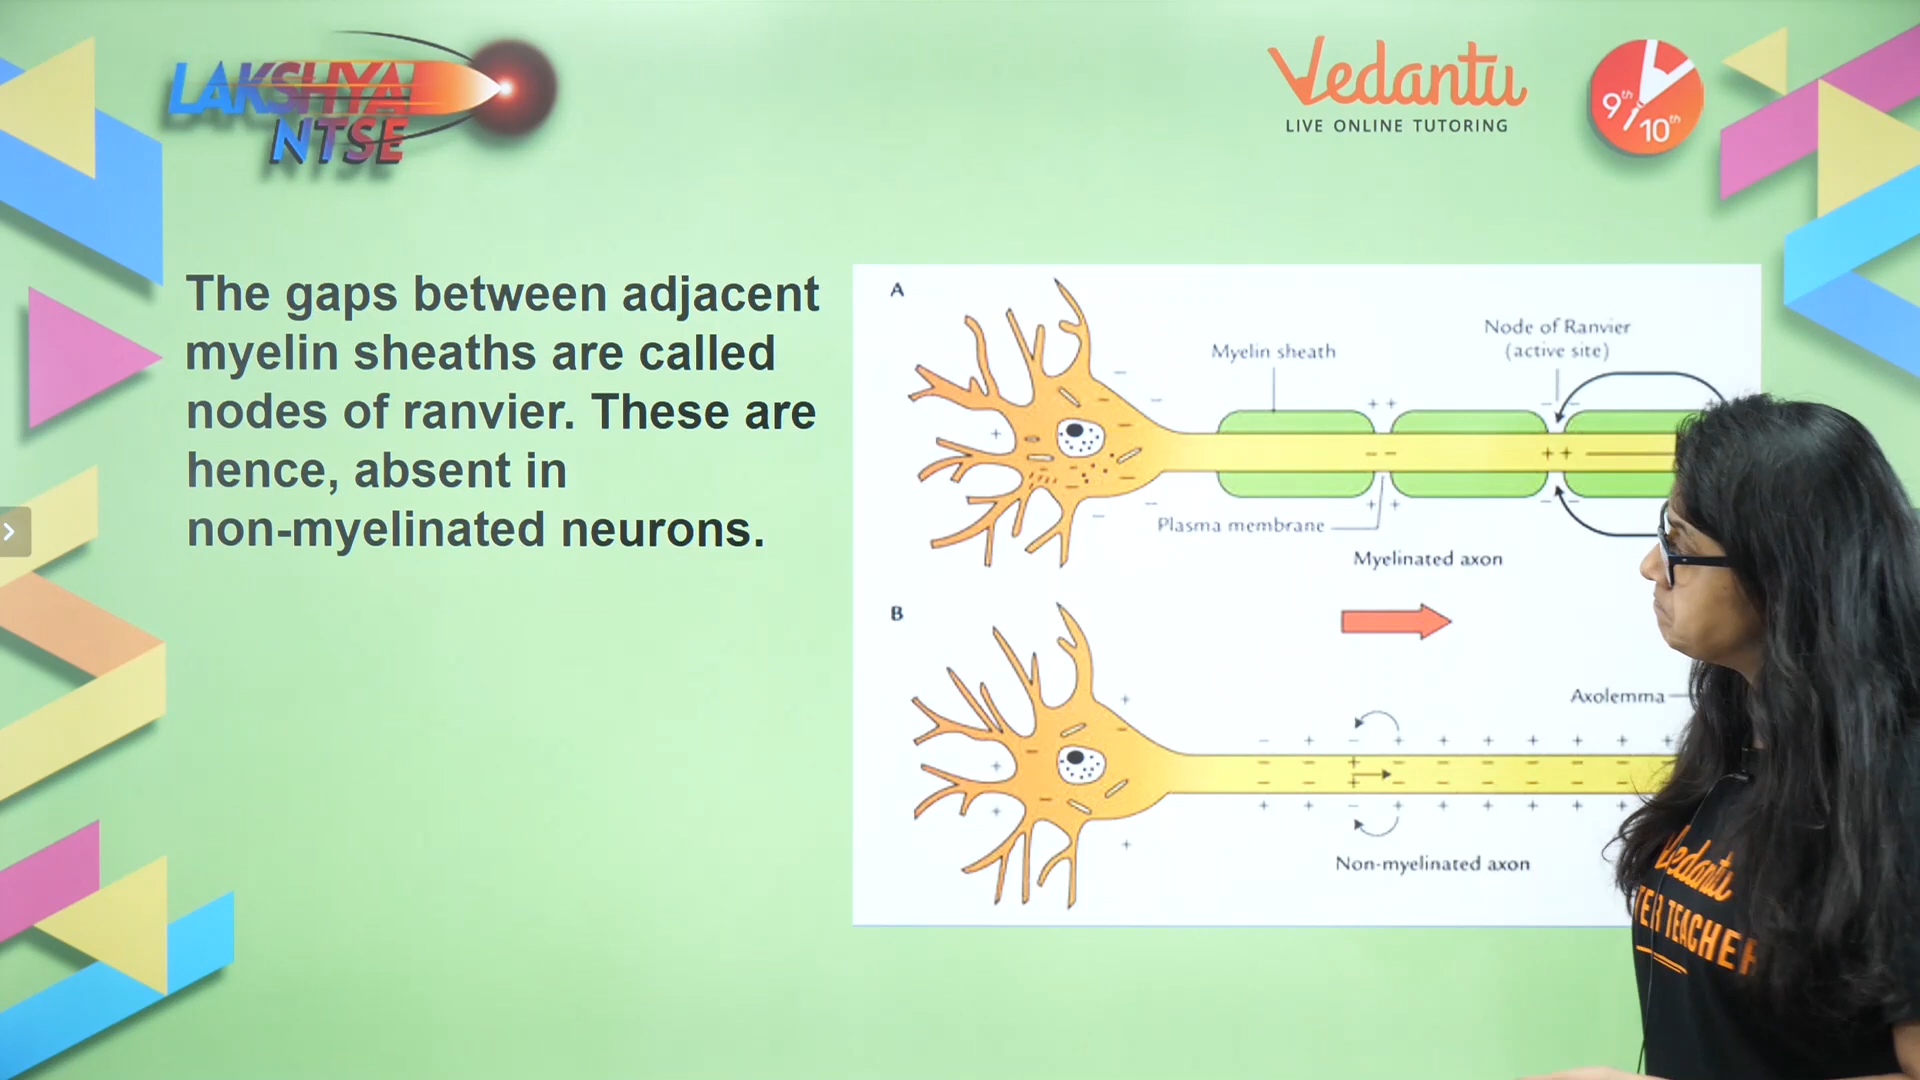 LAKSHYA
NTSE
Vedantu
LIVE ONLINE TUTORING
9th
10th
The gaps between adjacent
myelin sheaths are called
nodes of ranvier. These are
hence, absent in
non-myelinated neurons.
A
Myelin sheath
Node of Ranvier
(active site)
Plasma membrane
Myelinated axon
B
Axolemma
Non-myelinated axon
Vedantu
TEACHER